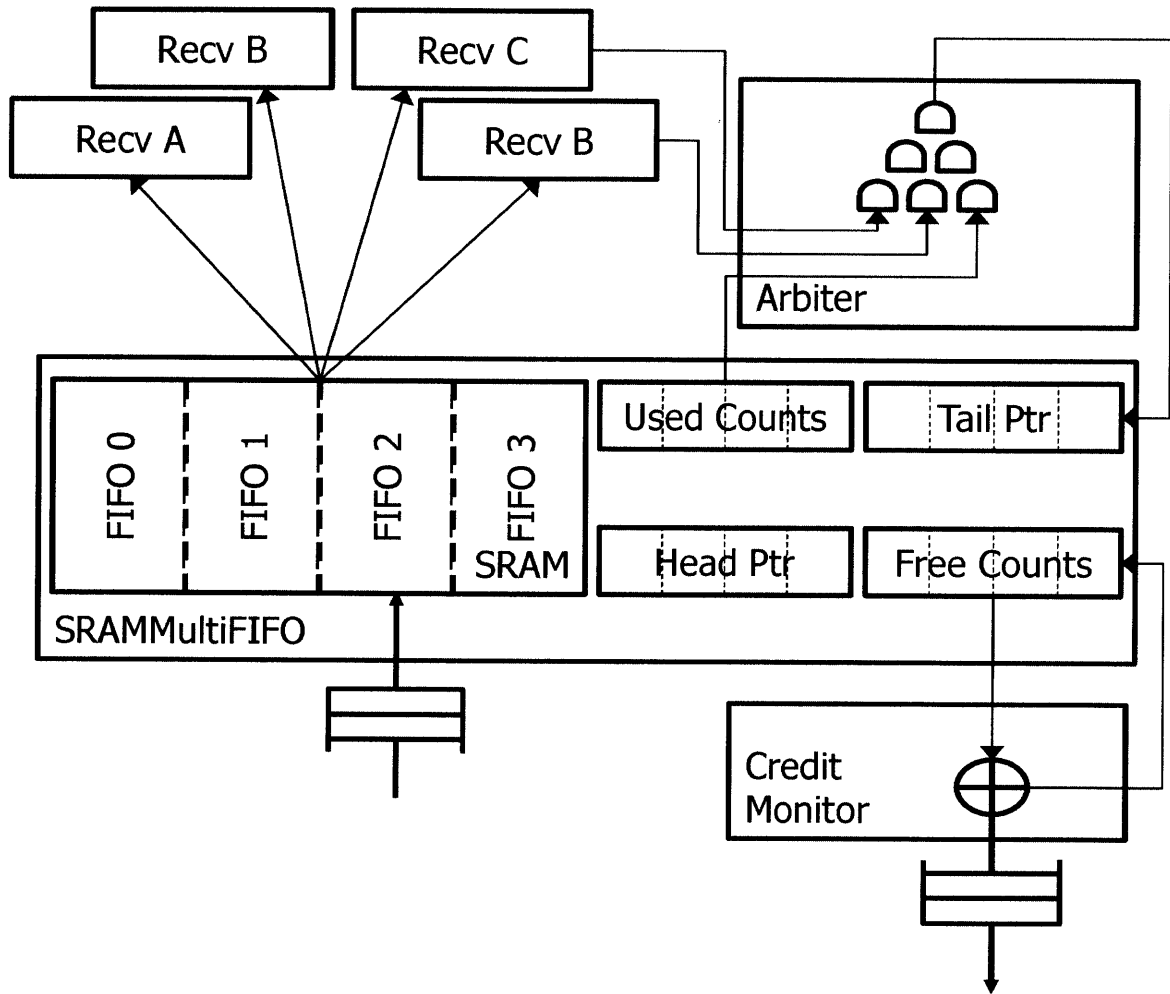 Recv B
Recv C
Recv A
Recv B
Arbiter
FIFO 0
FIFO 1
FIFO 2
FIFO 3
SRAM
Used Counts
Tail Ptr
Head Ptr
Free Counts
SRAMMultiFIFO
Credit
Monitor